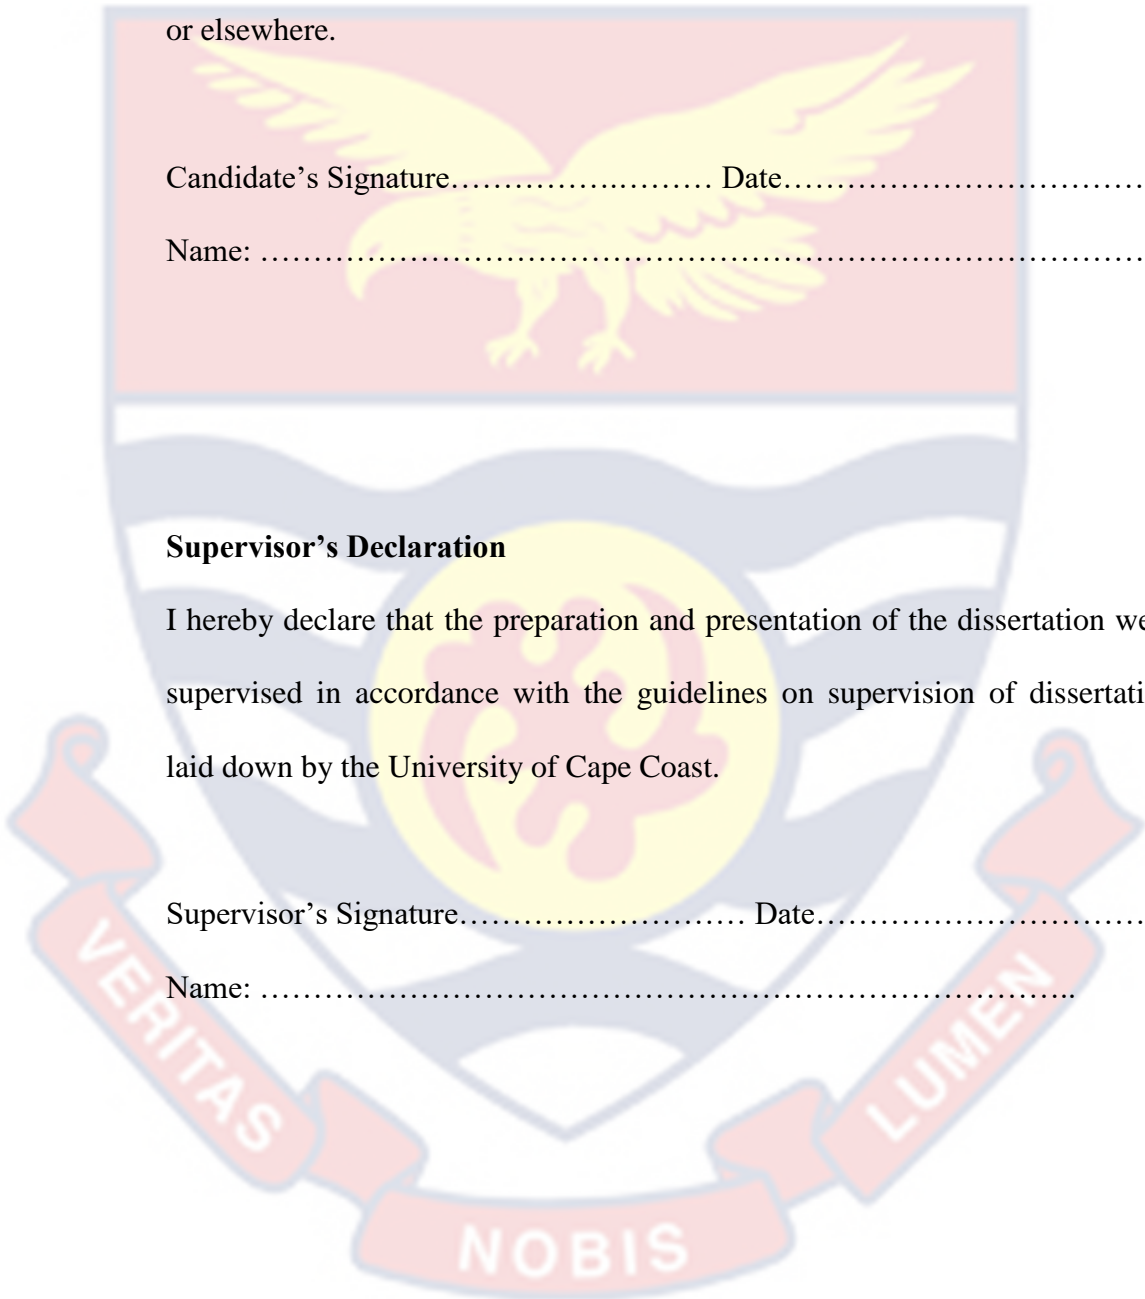 or elsewhere.
Candidate’s Signature…………….……… Date……………………………
Name: ………………………………………………………………………
Supervisor’s Declaration
I hereby declare that the preparation and presentation of the dissertation
supervised in accordance with the guidelines on supervision of
laid down by the University of Cape Coast.
Supervisor’s Signature……………………… Date……………………………
Name: …………………………………………………………………..
VERITAS
NOBIS
LUMEN